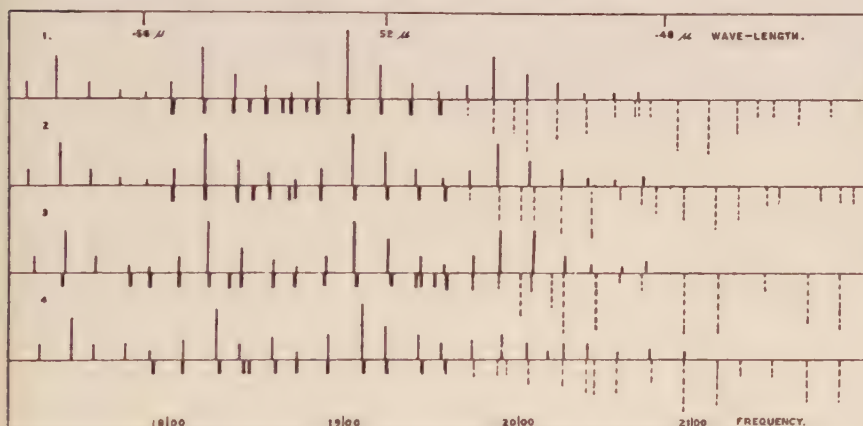 1. .56 μ 52 μ .48 μ WAVE-LENGTH.
2
3
4
18|00 19|00 20|00 21|00 FREQUENCY.